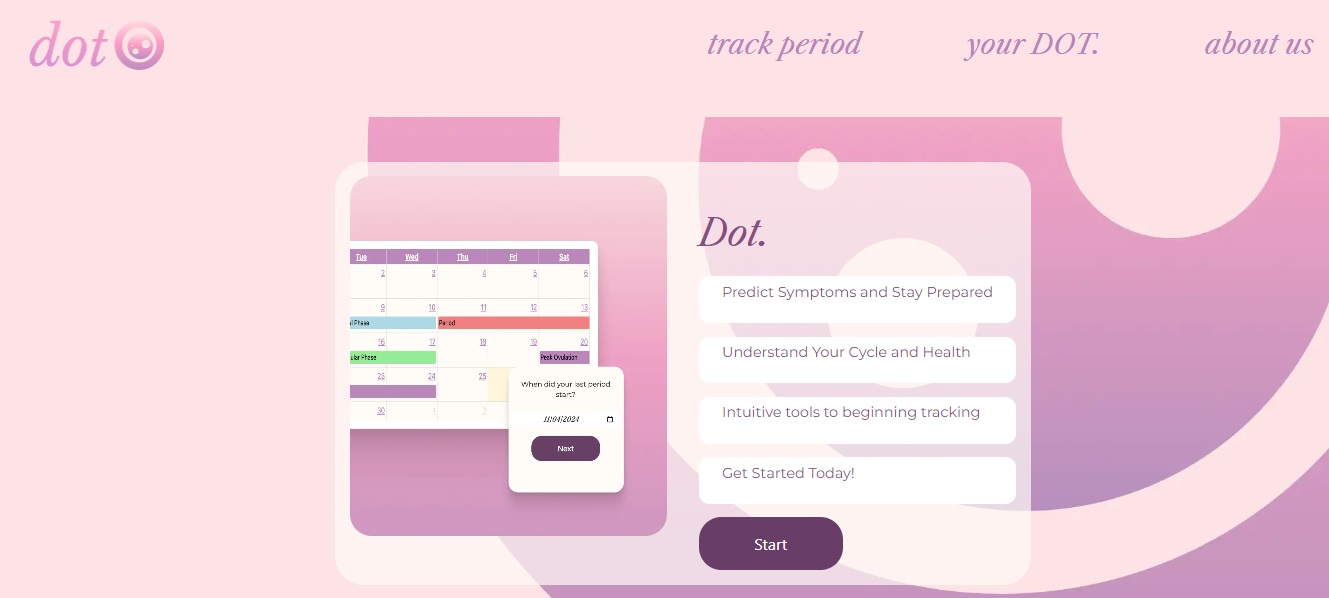 dot
track period
your DOT.
about us
Dot.
Predict Symptoms and Stay Prepared
Understand Your Cycle and Health
Intuitive tools to beginning tracking
Get Started Today!
Start
Tue Wed Thu Fri Sat
2 3 4 5 6
9 10 11 12 13
l Phase Period
16 17 18 19 20
ular Phase Peak Ovulation
23 24 25
30 1 2
When did your last period
start?
11/04/2024
Next